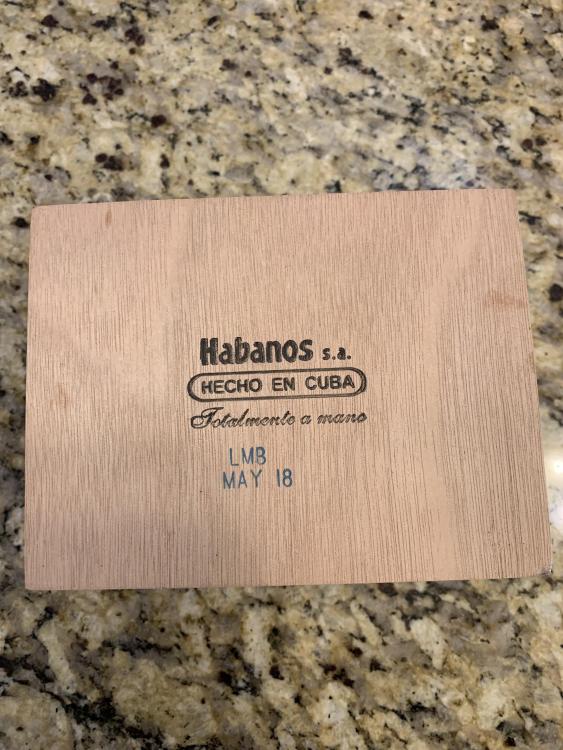 Habanos s.a.
HECHO EN CUBA
Totalmente a mano
LMB
MAY 18